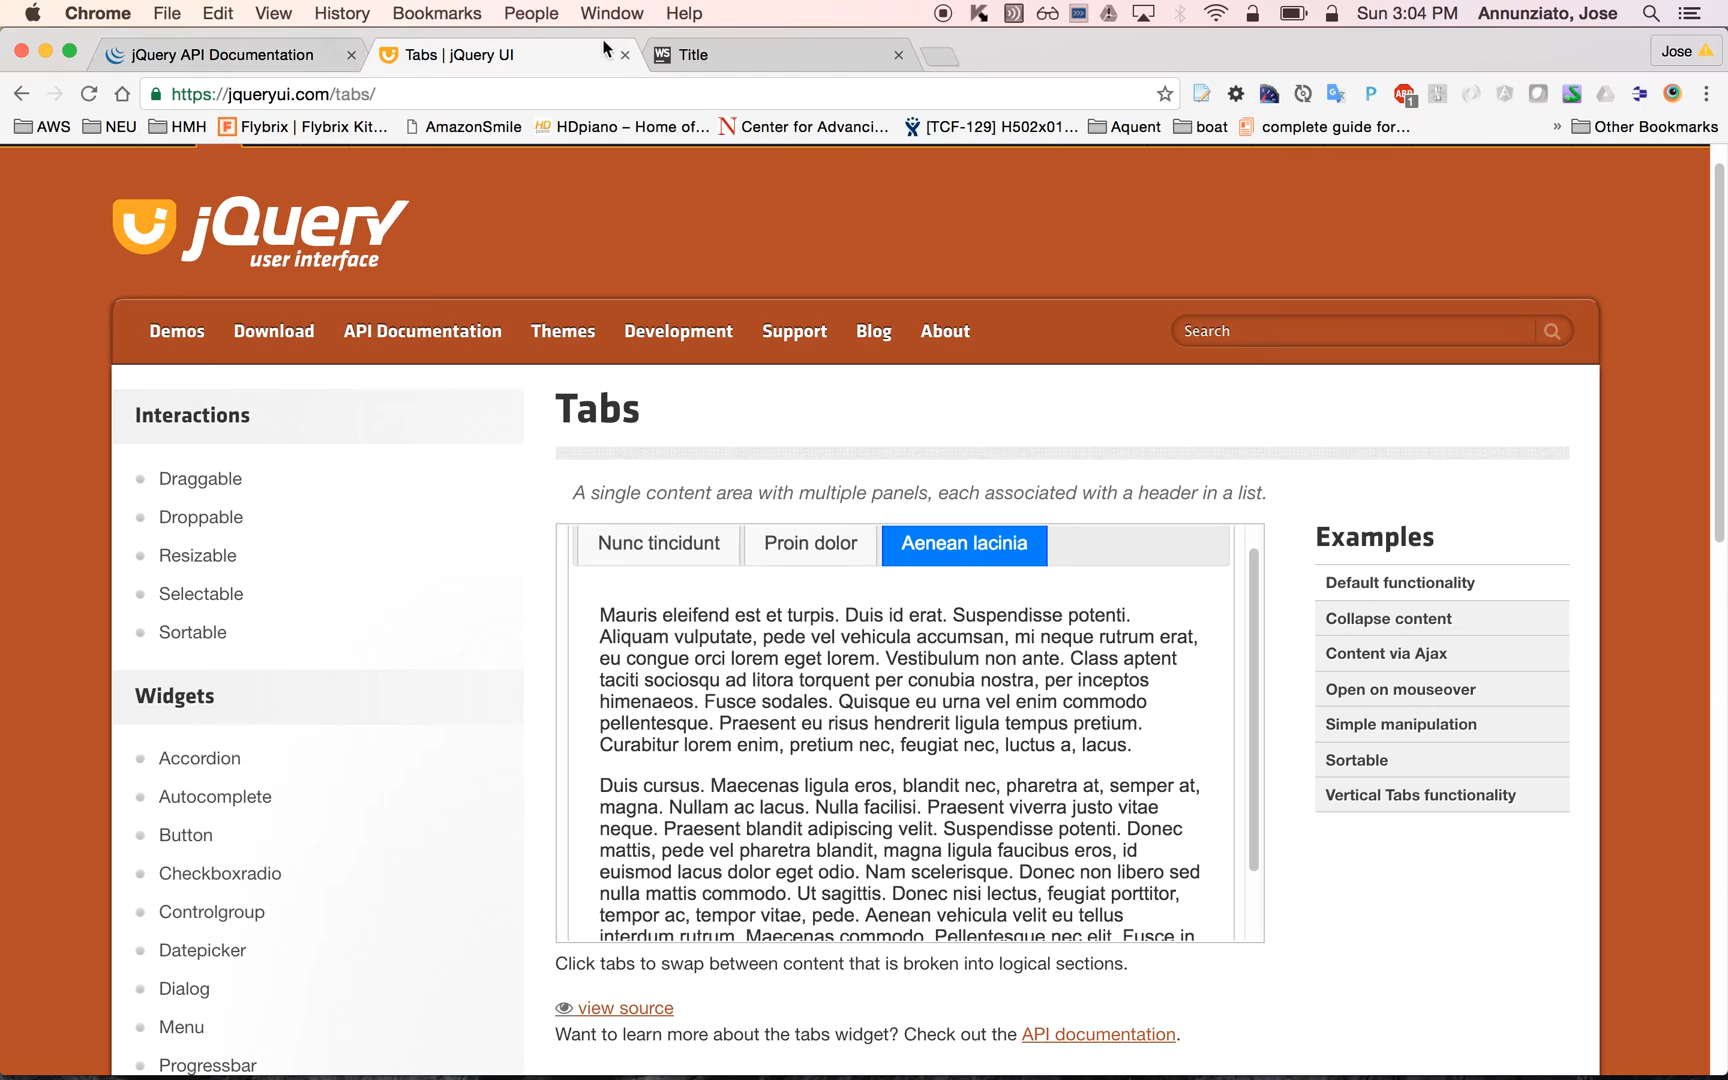 Chrome File Edit View History Bookmarks People Window Help Sun 3:04 PM Annunziato, Jose
jQuery API Documentation Tabs | jQuery UI WS Title Jose
https://jqueryui.com/tabs/
AWS NEU HMH Flybrix | Flybrix Kit... AmazonSmile HDpiano – Home of... Center for Advanci... [TCF-129] H502x01... Aquent boat complete guide for... » Other Bookmarks
jQuery
user interface
Demos Download API Documentation Themes Development Support Blog About Search
Interactions
Draggable
Droppable
Resizable
Selectable
Sortable
Widgets
Accordion
Autocomplete
Button
Checkboxradio
Controlgroup
Datepicker
Dialog
Menu
Progressbar
Tabs
A single content area with multiple panels, each associated with a header in a list.
Nunc tincidunt Proin dolor Aenean lacinia
Mauris eleifend est et turpis. Duis id erat. Suspendisse potenti.
Aliquam vulputate, pede vel vehicula accumsan, mi neque rutrum erat,
eu congue orci lorem eget lorem. Vestibulum non ante. Class aptent
taciti sociosqu ad litora torquent per conubia nostra, per inceptos
himenaeos. Fusce sodales. Quisque eu urna vel enim commodo
pellentesque. Praesent eu risus hendrerit ligula tempus pretium.
Curabitur lorem enim, pretium nec, feugiat nec, luctus a, lacus.
Duis cursus. Maecenas ligula eros, blandit nec, pharetra at, semper at,
magna. Nullam ac lacus. Nulla facilisi. Praesent viverra justo vitae
neque. Praesent blandit adipiscing velit. Suspendisse potenti. Donec
mattis, pede vel pharetra blandit, magna ligula faucibus eros, id
euismod lacus dolor eget odio. Nam scelerisque. Donec non libero sed
nulla mattis commodo. Ut sagittis. Donec nisi lectus, feugiat porttitor,
tempor ac, tempor vitae, pede. Aenean vehicula velit eu tellus
interdum rutrum. Maecenas commodo. Pellentesque nec elit. Fusce in
Click tabs to swap between content that is broken into logical sections.
view source
Want to learn more about the tabs widget? Check out the API documentation.
Examples
Default functionality
Collapse content
Content via Ajax
Open on mouseover
Simple manipulation
Sortable
Vertical Tabs functionality